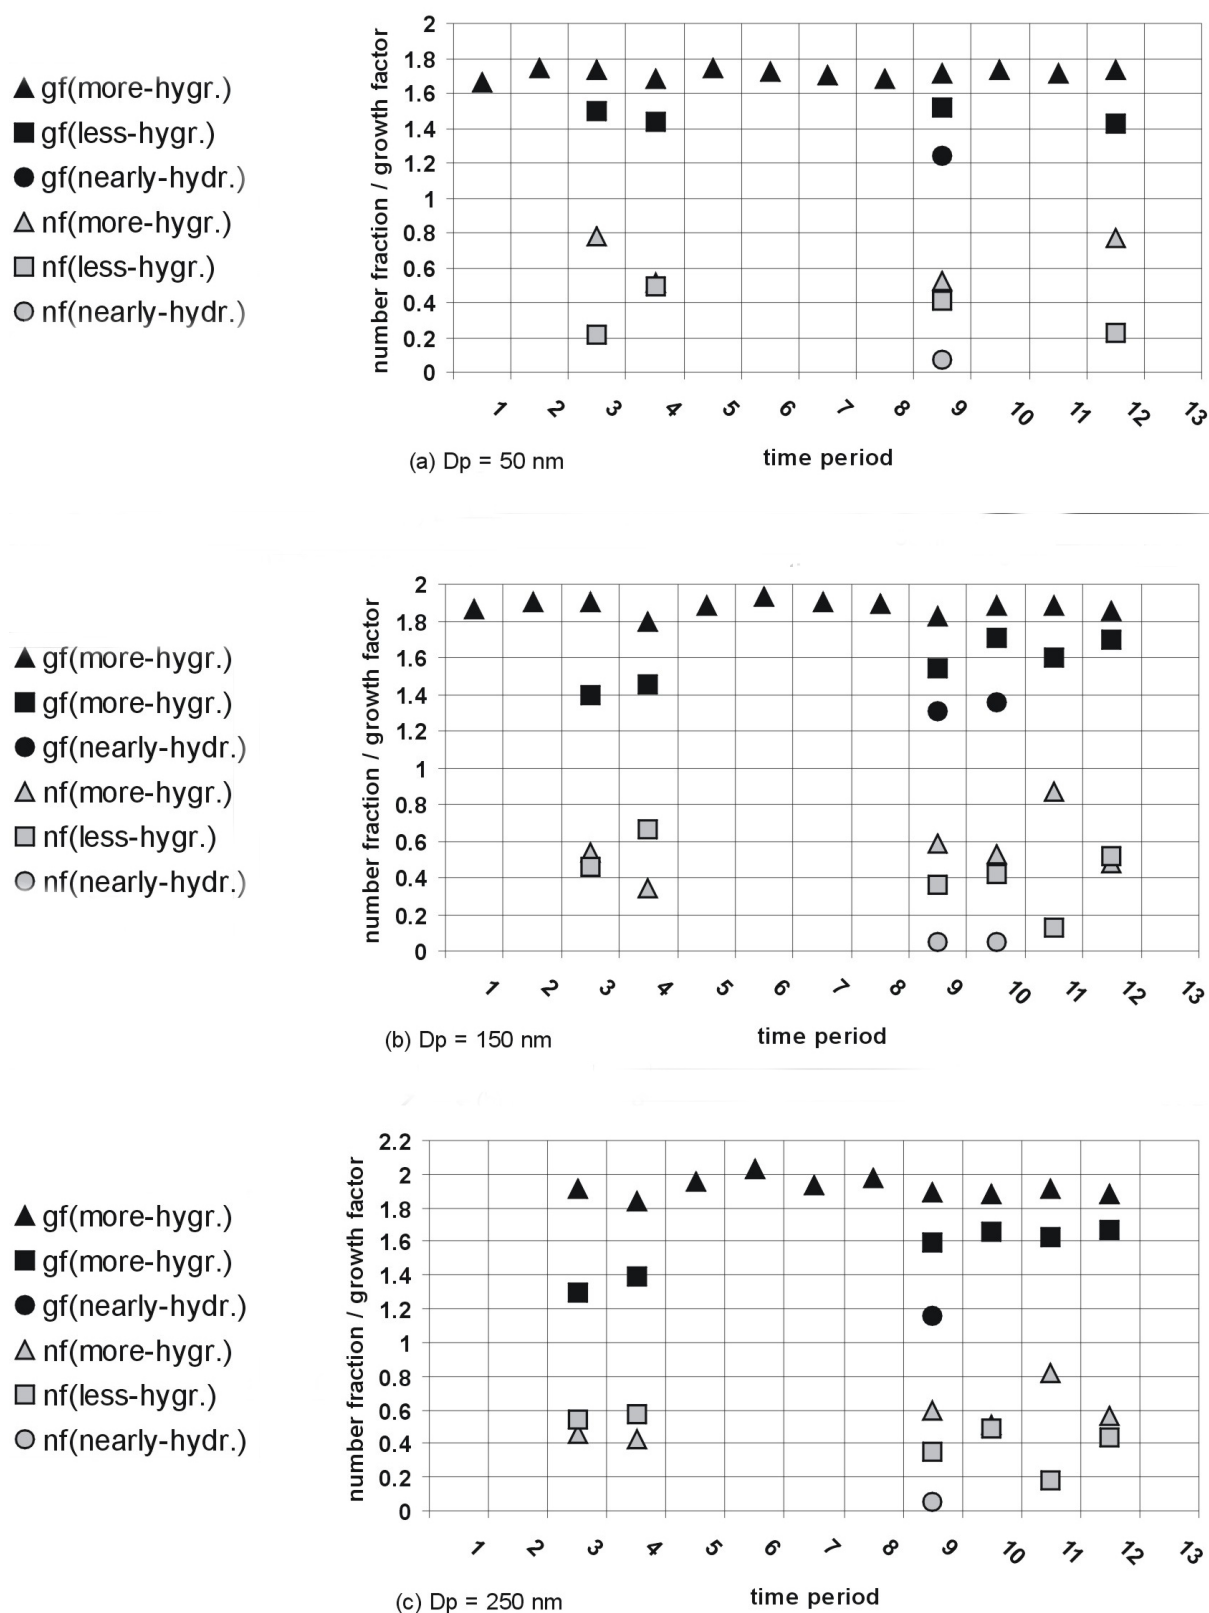 gf(more-hygr.)
gf(less-hygr.)
gf(nearly-hydr.)
nf(more-hygr.)
nf(less-hygr.)
nf(nearly-hydr.)
number fraction / growth factor
2
1.8
1.6
1.4
1.2
1
0.8
0.6
0.4
0.2
0
1 2 3 4 5 6 7 8 9 10 11 12 13
(a) Dp = 50 nm
time period
gf(more-hygr.)
gf(more-hygr.)
gf(nearly-hydr.)
nf(more-hygr.)
nf(less-hygr.)
nf(nearly-hydr.)
number fraction / growth factor
2
1.8
1.6
1.4
1.2
1
0.8
0.6
0.4
0.2
0
1 2 3 4 5 6 7 8 9 10 11 12 13
(b) Dp = 150 nm
time period
gf(more-hygr.)
gf(more-hygr.)
gf(nearly-hydr.)
nf(more-hygr.)
nf(less-hygr.)
nf(nearly-hydr.)
number fraction / growth factor
2.2
2
1.8
1.6
1.4
1.2
1
0.8
0.6
0.4
0.2
0
1 2 3 4 5 6 7 8 9 10 11 12 13
(c) Dp = 250 nm
time period